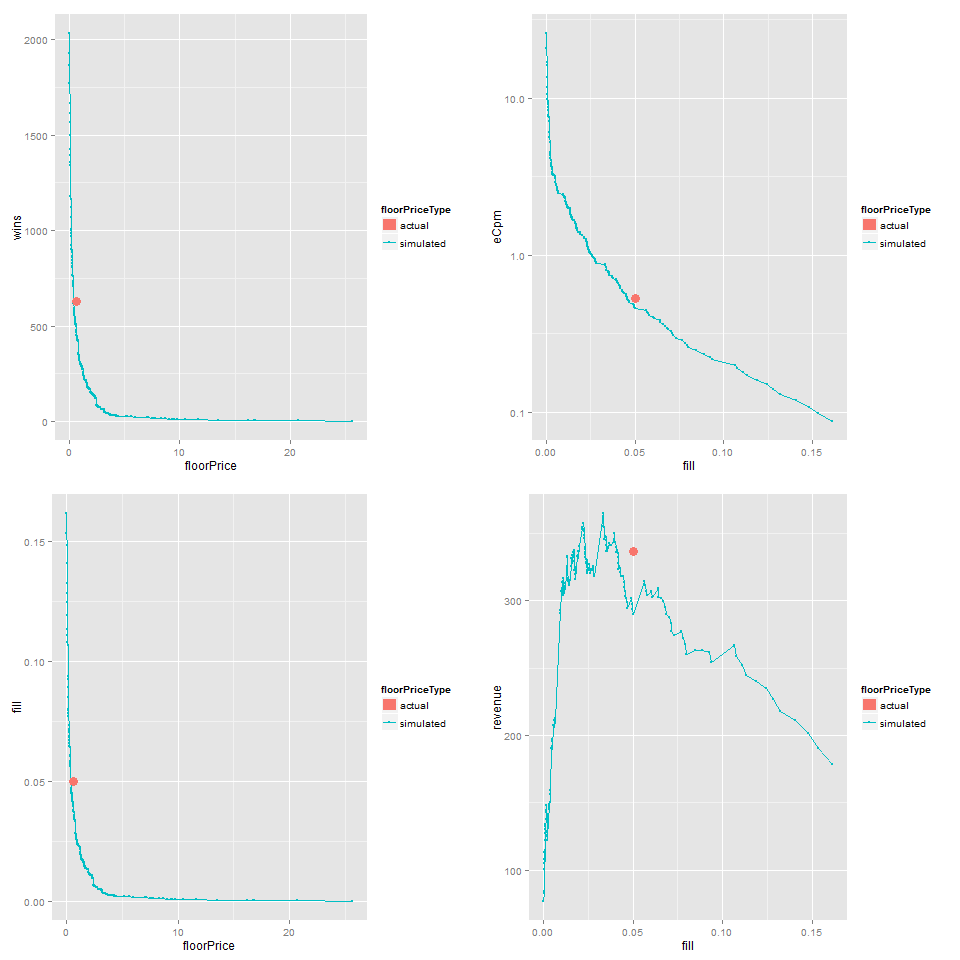 2000
1500
1000
500
0
wins
0 10 20
floorPrice
floorPriceType
actual
simulated
10.0
1.0
0.1
eCpm
0.00 0.05 0.10 0.15
fill
floorPriceType
actual
simulated
0.15
0.10
0.05
0.00
fill
0 10 20
floorPrice
floorPriceType
actual
simulated
300
200
100
revenue
0.00 0.05 0.10 0.15
fill
floorPriceType
actual
simulated